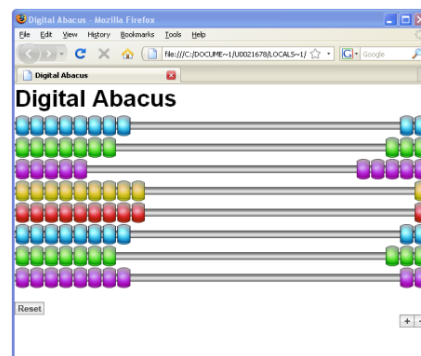 Digital Abacus - Mozilla Firefox
File Edit View History Bookmarks Tools Help
file:///C:/DOCUME~1/U0021678/LOCALS~1/ Google
Digital Abacus
Digital Abacus
Reset
+